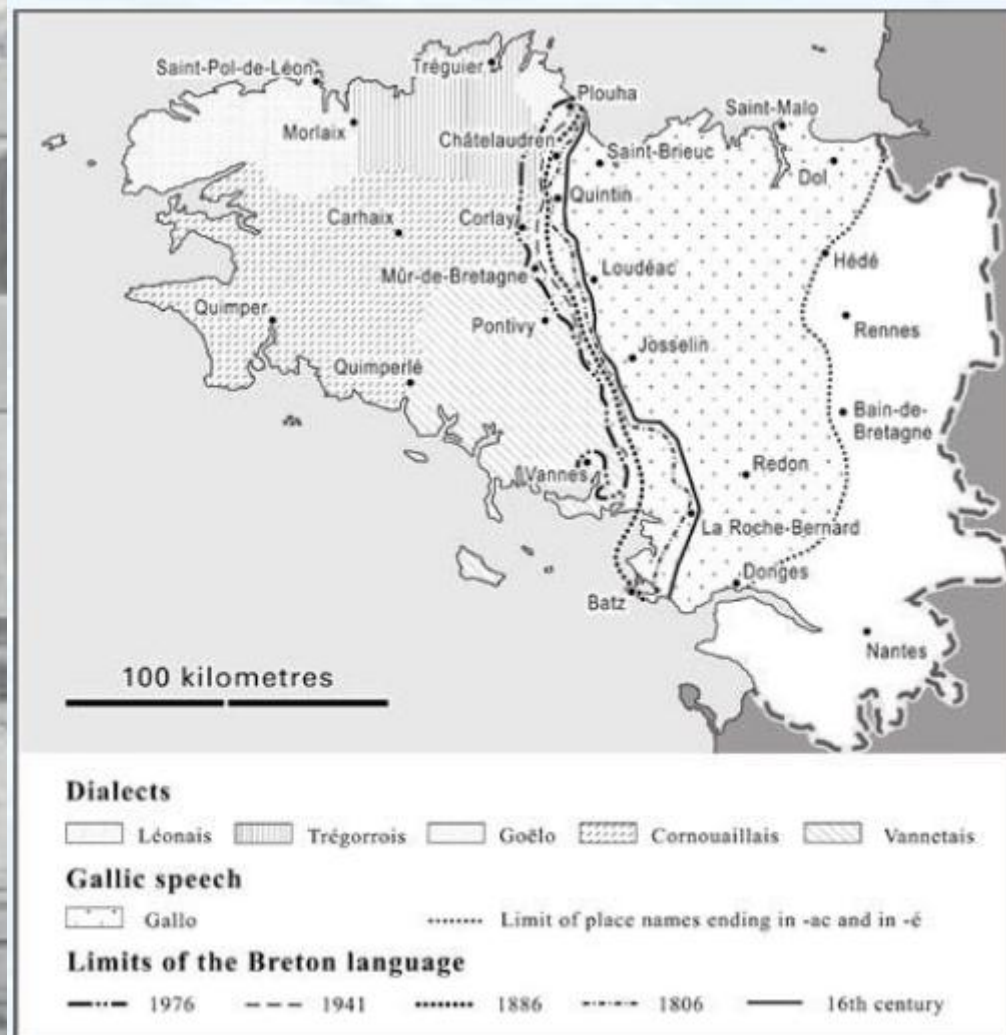 Saint-Pol-de-Léon
Tréguier
Plouha
Saint-Malo
Morlaix
Châtelaudren
Saint-Brieuc
Dol
Quintin
Carhaix
Corlay
Hédé
Mûr-de-Bretagne
Loudéac
Quimper
Pontivy
Rennes
Josselin
Quimperlé
Bain-de-
Bretagne
Vannes
Redon
La Roche-Bernard
Donges
Batz
Nantes
100 kilometres
Dialects
Léonais Trégorrois Goëlo Cornouaillais Vannetais
Gallic speech
Gallo Limit of place names ending in -ac and in -é
Limits of the Breton language
1976 1941 1886 1806 16th century